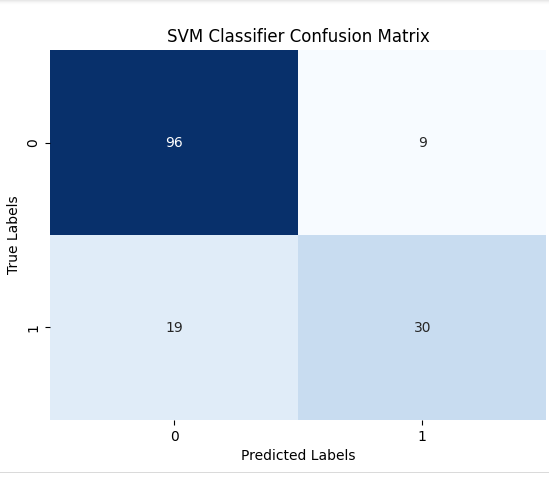 SVM Classifier Confusion Matrix
0
96
9
True Labels
1
19
30
0
1
Predicted Labels